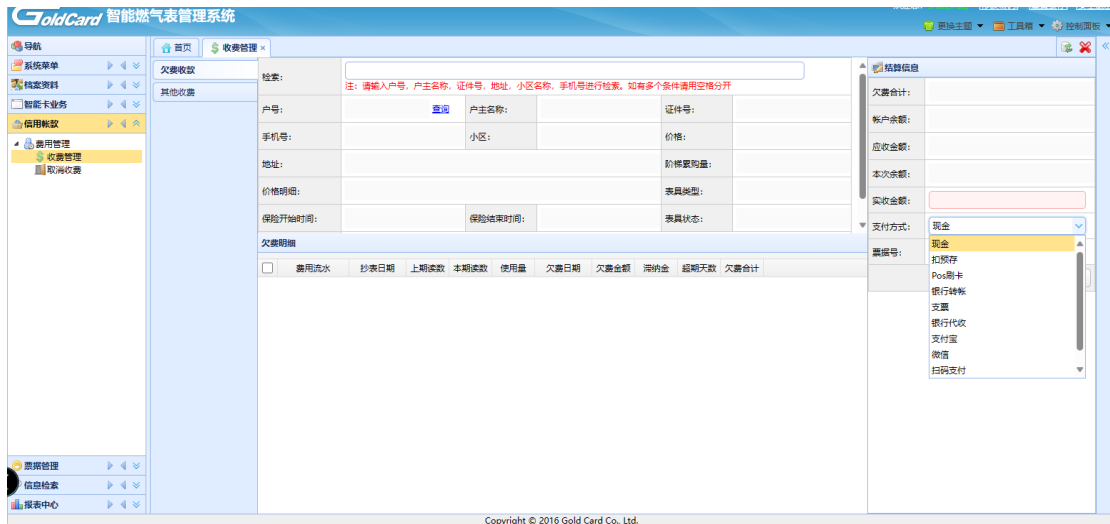 GoldCard 智能燃气表管理系统
更换主题 工具箱 控制面板
导航
首页 收费管理
系统菜单
档案资料
智能卡业务
信用帐款
费用管理
收费管理
取消收费
票据管理
信息检索
报表中心
欠费收款
其他收费
检索:
注: 请输入户号, 户主名称, 证件号, 地址, 小区名称, 手机号进行检索。如有多个条件请用空格分开
户号: 查询 户主名称: 证件号:
手机号: 小区: 价格:
地址: 阶梯累购量:
价格明细: 表具类型:
保险开始时间: 保险结束时间: 表具状态:
欠费明细
费用流水 抄表日期 上期读数 本期读数 使用量 欠费日期 欠费金额 滞纳金 超期天数 欠费合计
结算信息
欠费合计:
帐户余额:
应收金额:
本次余额:
实收金额:
支付方式: 现金
票据号:
现金
扣预存
Pos刷卡
银行转帐
支票
银行代收
支付宝
微信
扫码支付
Copyright © 2016 Gold Card Co., Ltd.